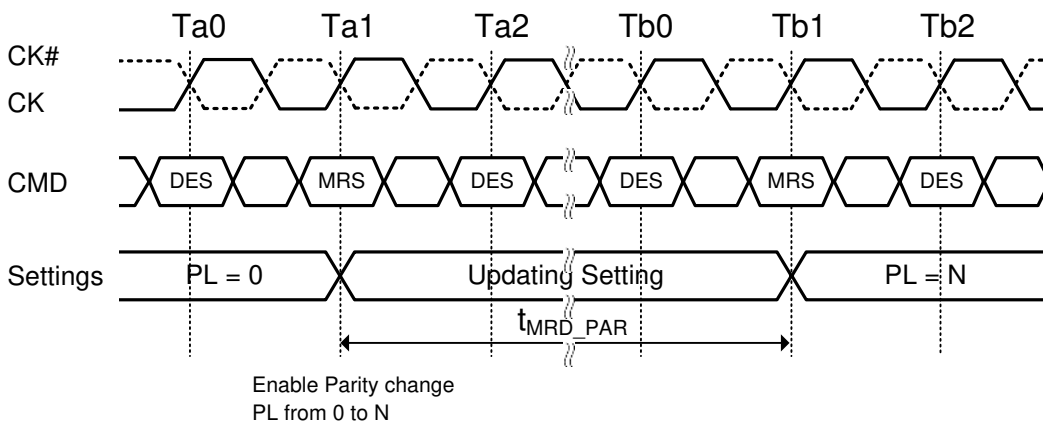 Ta0 Ta1 Ta2 Tb0 Tb1 Tb2
CK#
CK
CMD DES MRS DES DES MRS DES
Settings PL = 0 Updating Setting PL = N
tMRD_PAR
Enable Parity change
PL from 0 to N